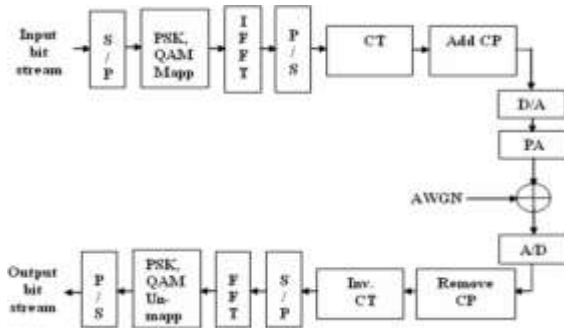 Input
bit
stream
S
/
P
PSK,
QAM
Mapp
I
F
F
T
P
/
S
CT
Add CP
D/A
PA
AWGN
A/D
Output
bit
stream
P
/
S
PSK,
QAM
Un-
mapp
F
F
T
S
/
P
Inv.
CT
Remove
CP